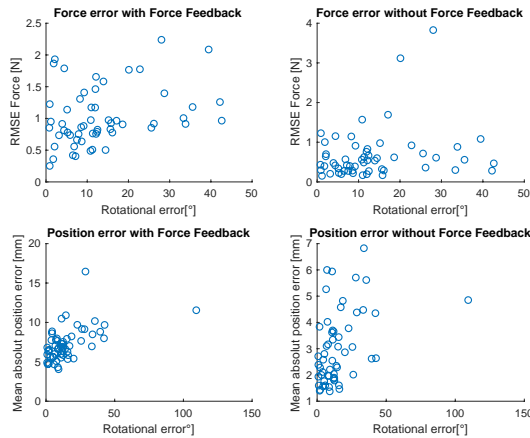 Force error with Force Feedback
2.5
2
1.5
1
0.5
0
RMSE Force [N]
0 10 20 30 40 50
Rotational error[°]
Force error without Force Feedback
4
3
2
1
0
RMSE Force [N]
0 10 20 30 40 50
Rotational error[°]
Position error with Force Feedback
20
15
10
5
0
Mean absolut position error [mm]
0 50 100 150
Rotational error°]
Position error without Force Feedback
7
6
5
4
3
2
1
Mean absolut position error [mm]
0 50 100 150
Rotational error[°]